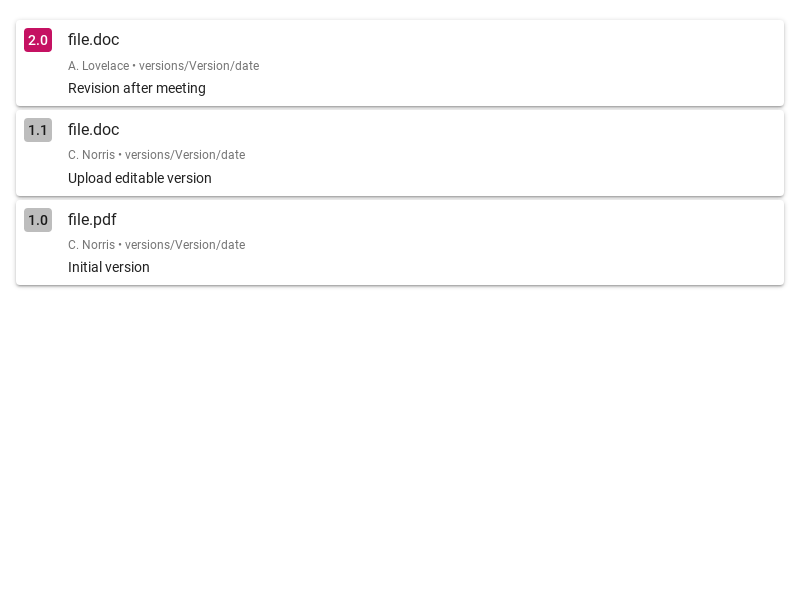 2.0 file.doc
A. Lovelace • versions/Version/date
Revision after meeting
1.1 file.doc
C. Norris • versions/Version/date
Upload editable version
1.0 file.pdf
C. Norris • versions/Version/date
Initial version